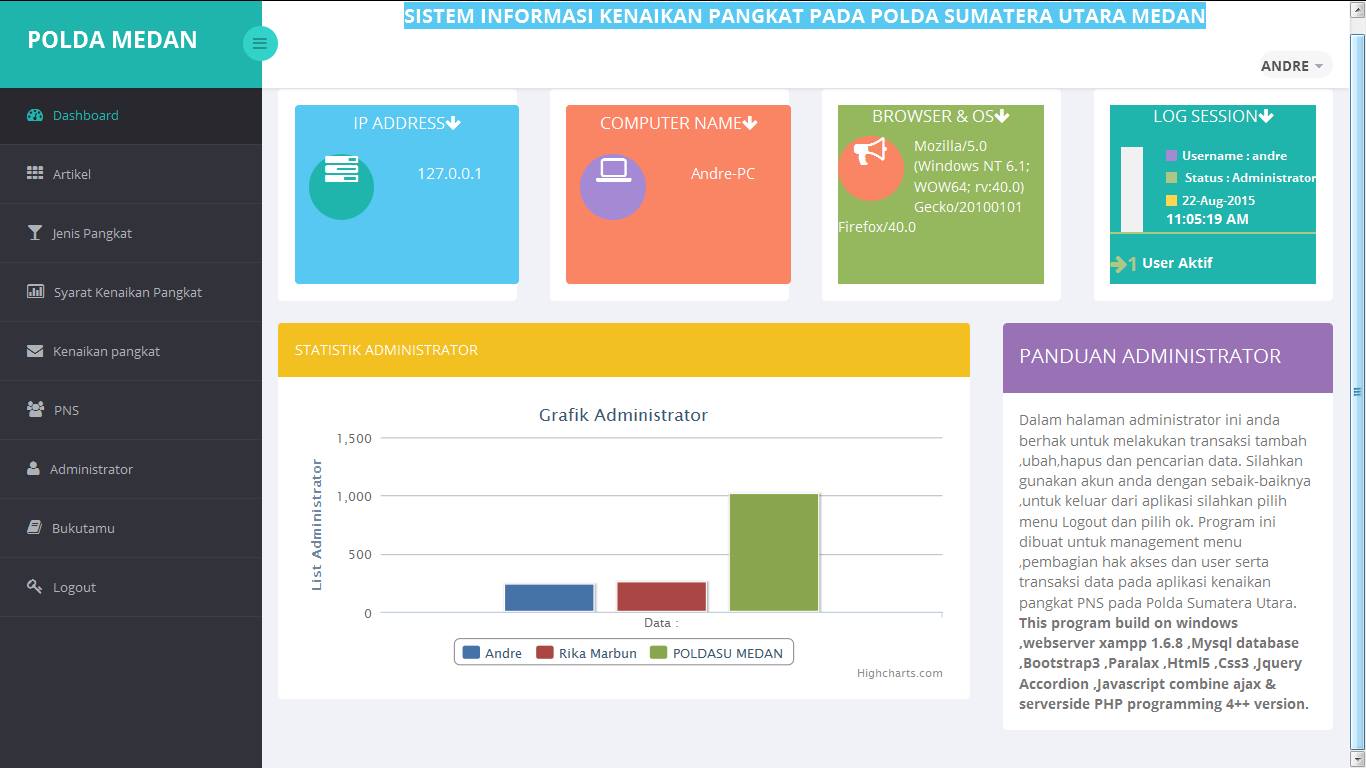 SISTEM INFORMASI KENAIKAN PANGKAT PADA POLDA SUMATERA UTARA MEDAN
POLDA MEDAN
ANDRE
Dashboard
Artikel
Jenis Pangkat
Syarat Kenaikan Pangkat
Kenaikan pangkat
PNS
Administrator
Bukutamu
Logout
IP ADDRESS
127.0.0.1
COMPUTER NAME
Andre-PC
BROWSER & OS
Mozilla/5.0
(Windows NT 6.1;
WOW64; rv:40.0)
Gecko/20100101
Firefox/40.0
LOG SESSION
Username : andre
Status : Administrator
22-Aug-2015
11:05:19 AM
1 User Aktif
STATISTIK ADMINISTRATOR
Grafik Administrator
List Administrator
1,500
1,000
500
0
Data :
Andre Rika Marbun POLDASU MEDAN
Highcharts.com
PANDUAN ADMINISTRATOR
Dalam halaman administrator ini anda
berhak untuk melakukan transaksi tambah
,ubah,hapus dan pencarian data. Silahkan
gunakan akun anda dengan sebaik-baiknya
,untuk keluar dari aplikasi silahkan pilih
menu Logout dan pilih ok. Program ini
dibuat untuk management menu
,pembagian hak akses dan user serta
transaksi data pada aplikasi kenaikan
pangkat PNS pada Polda Sumatera Utara.
This program build on windows
,webserver xampp 1.6.8 ,Mysql database
,Bootstrap3 ,Paralax ,Html5 ,Css3 ,Jquery
Accordion ,Javascript combine ajax &
serverside PHP programming 4++ version.